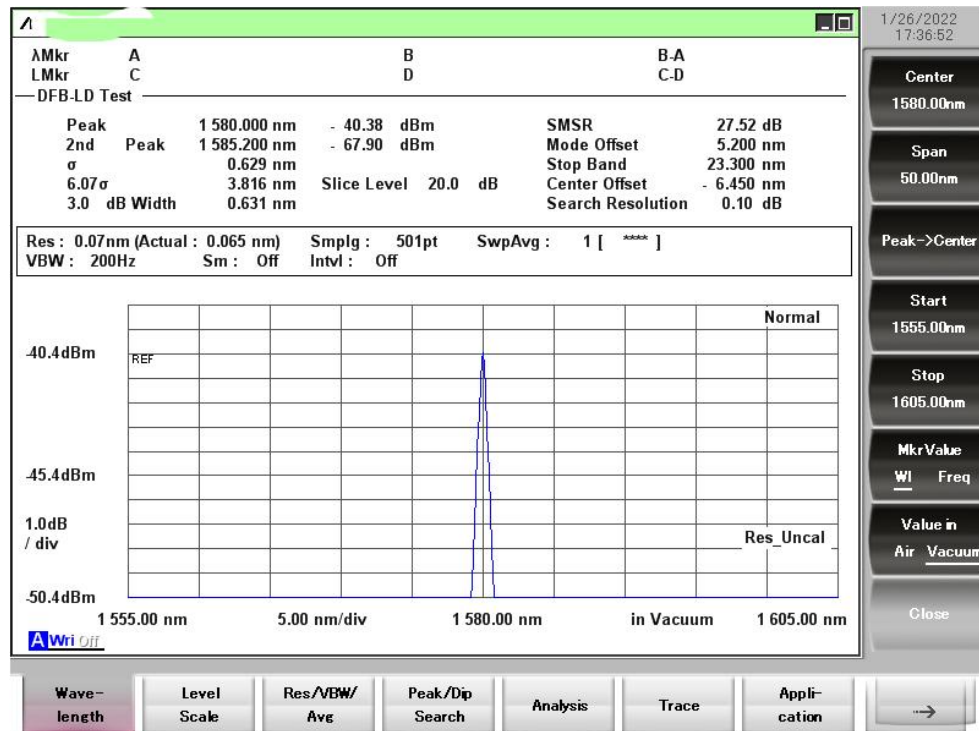 1/26/2022
17:36:52
λMkr A B B-A
LMkr C D C-D
DFB-LD Test
Peak 1 580.000 nm - 40.38 dBm SMSR 27.52 dB
2nd Peak 1 585.200 nm - 67.90 dBm Mode Offset 5.200 nm
σ 0.629 nm Stop Band 23.300 nm
6.07σ 3.816 nm Slice Level 20.0 dB Center Offset - 6.450 nm
3.0 dB Width 0.631 nm Search Resolution 0.10 dB
Res : 0.07nm (Actual : 0.065 nm) Smplg : 501pt SwpAvg : 1 [ **** ]
VBW : 200Hz Sm : Off Intvl : Off
Normal
-40.4dBm
REF
-45.4dBm
1.0dB
/ div
Res_Uncal
-50.4dBm
1 555.00 nm 5.00 nm/div 1 580.00 nm in Vacuum 1 605.00 nm
A Wri Off
Center
1580.00nm
Span
50.00nm
Peak->Center
Start
1555.00nm
Stop
1605.00nm
Mkr Value
Wl Freq
Value in
Air Vacuum
Close
Wave-
length
Level
Scale
Res/VBW/
Avg
Peak/Dip
Search
Analysis
Trace
Appli-
cation